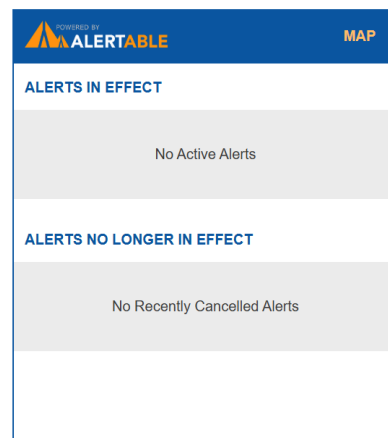 POWERED BY
ALERTABLE
MAP
ALERTS IN EFFECT
No Active Alerts
ALERTS NO LONGER IN EFFECT
No Recently Cancelled Alerts